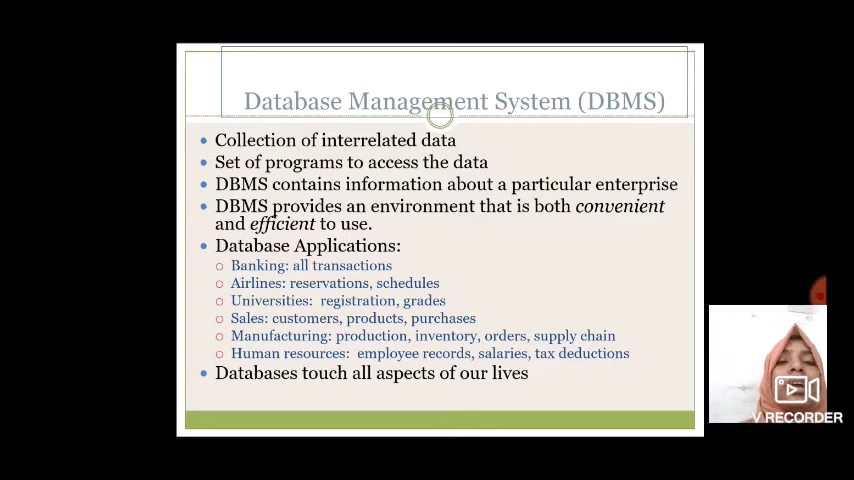 Database Management System (DBMS)
Collection of interrelated data
Set of programs to access the data
DBMS contains information about a particular enterprise
DBMS provides an environment that is both convenient
and efficient to use.
Database Applications:
Banking: all transactions
Airlines: reservations, schedules
Universities: registration, grades
Sales: customers, products, purchases
Manufacturing: production, inventory, orders, supply chain
Human resources: employee records, salaries, tax deductions
Databases touch all aspects of our lives
V RECORDER